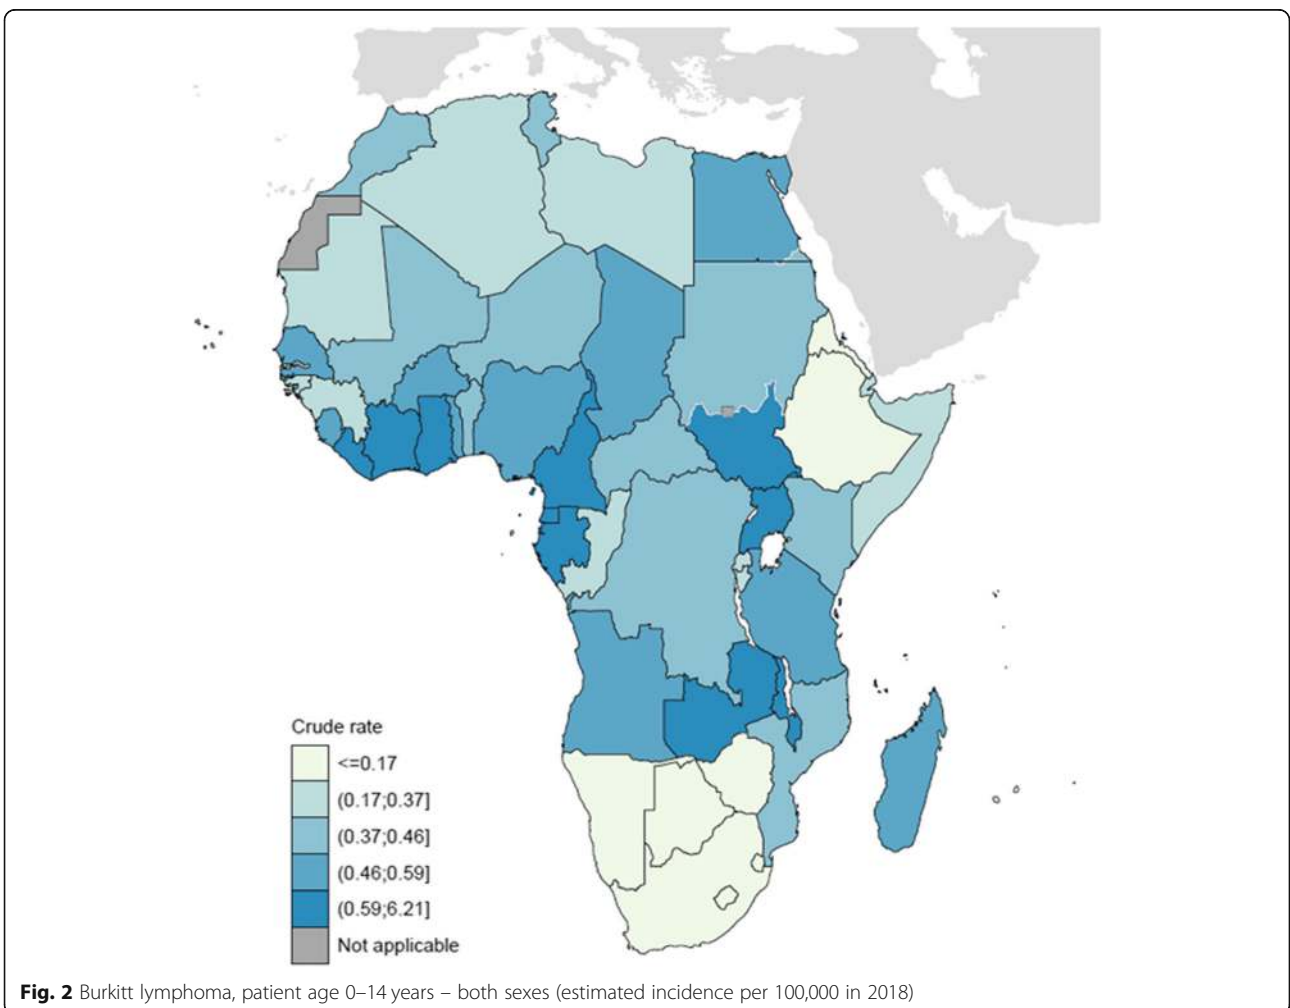 Crude rate
<=0.17
(0.17;0.37]
(0.37;0.46]
(0.46;0.59]
(0.59;6.21]
Not applicable
Fig. 2 Burkitt lymphoma, patient age 0–14 years – both sexes (estimated incidence per 100,000 in 2018)